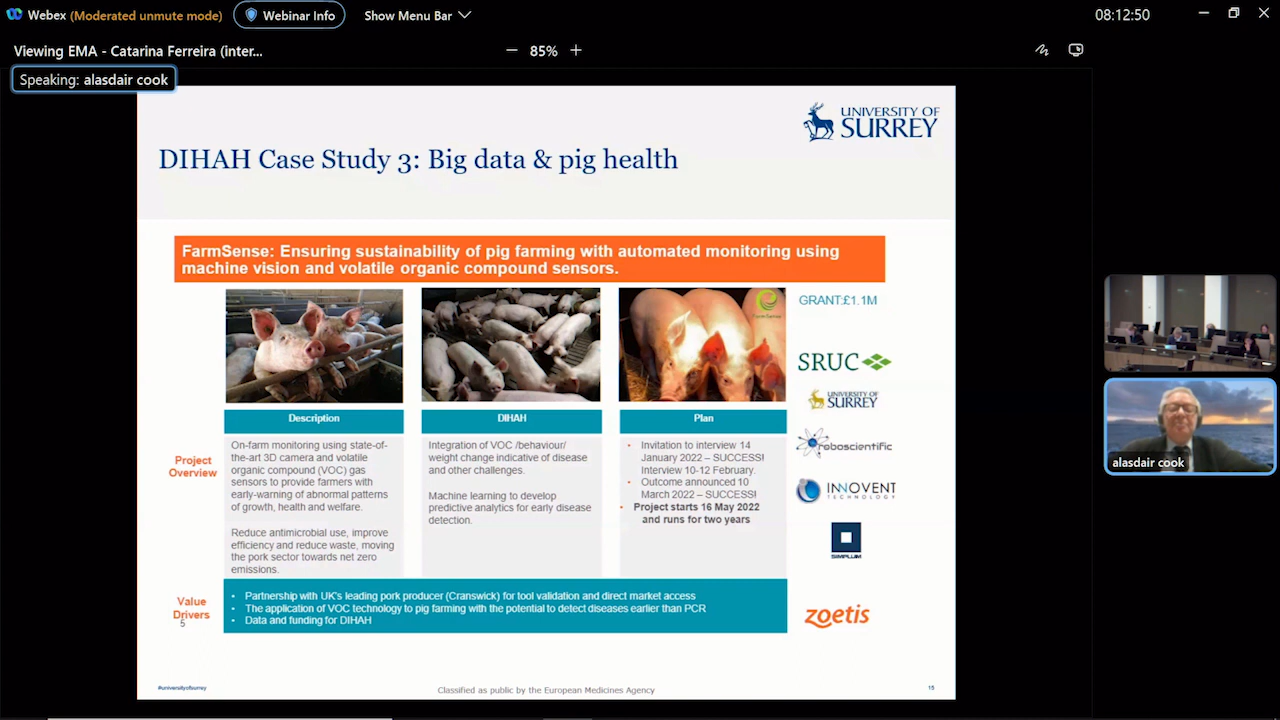 Webex (Moderated unmute mode)
Webinar Info
Show Menu Bar
08:12:50
Viewing EMA - Catarina Ferreira (inter...
85%
Speaking: alasdair cook
UNIVERSITY OF
SURREY
DIHAH Case Study 3: Big data & pig health
FarmSense: Ensuring sustainability of pig farming with automated monitoring using
machine vision and volatile organic compound sensors.
FarmSense
GRANT:£1.1M
SRUC
UNIVERSITY OF
SURREY
roboscientific
INNOVENT
TECHNOLOGY
SIMPLUM
zoetis
Project
Overview
Description
On-farm monitoring using state-of-
the-art 3D camera and volatile
organic compound (VOC) gas
sensors to provide farmers with
early-warning of abnormal patterns
of growth, health and welfare.
Reduce antimicrobial use, improve
efficiency and reduce waste, moving
the pork sector towards net zero
emissions.
DIHAH
Integration of VOC /behaviour/
weight change indicative of disease
and other challenges.
Machine learning to develop
predictive analytics for early disease
detection.
Plan
• Invitation to interview 14
January 2022 – SUCCESS!
Interview 10-12 February.
• Outcome announced 10
March 2022 – SUCCESS!
• Project starts 16 May 2022
and runs for two years
Value
Drivers
5
• Partnership with UK's leading pork producer (Cranswick) for tool validation and direct market access
• The application of VOC technology to pig farming with the potential to detect diseases earlier than PCR
• Data and funding for DIHAH
#universityofsurrey
Classified as public by the European Medicines Agency
15
alasdair cook